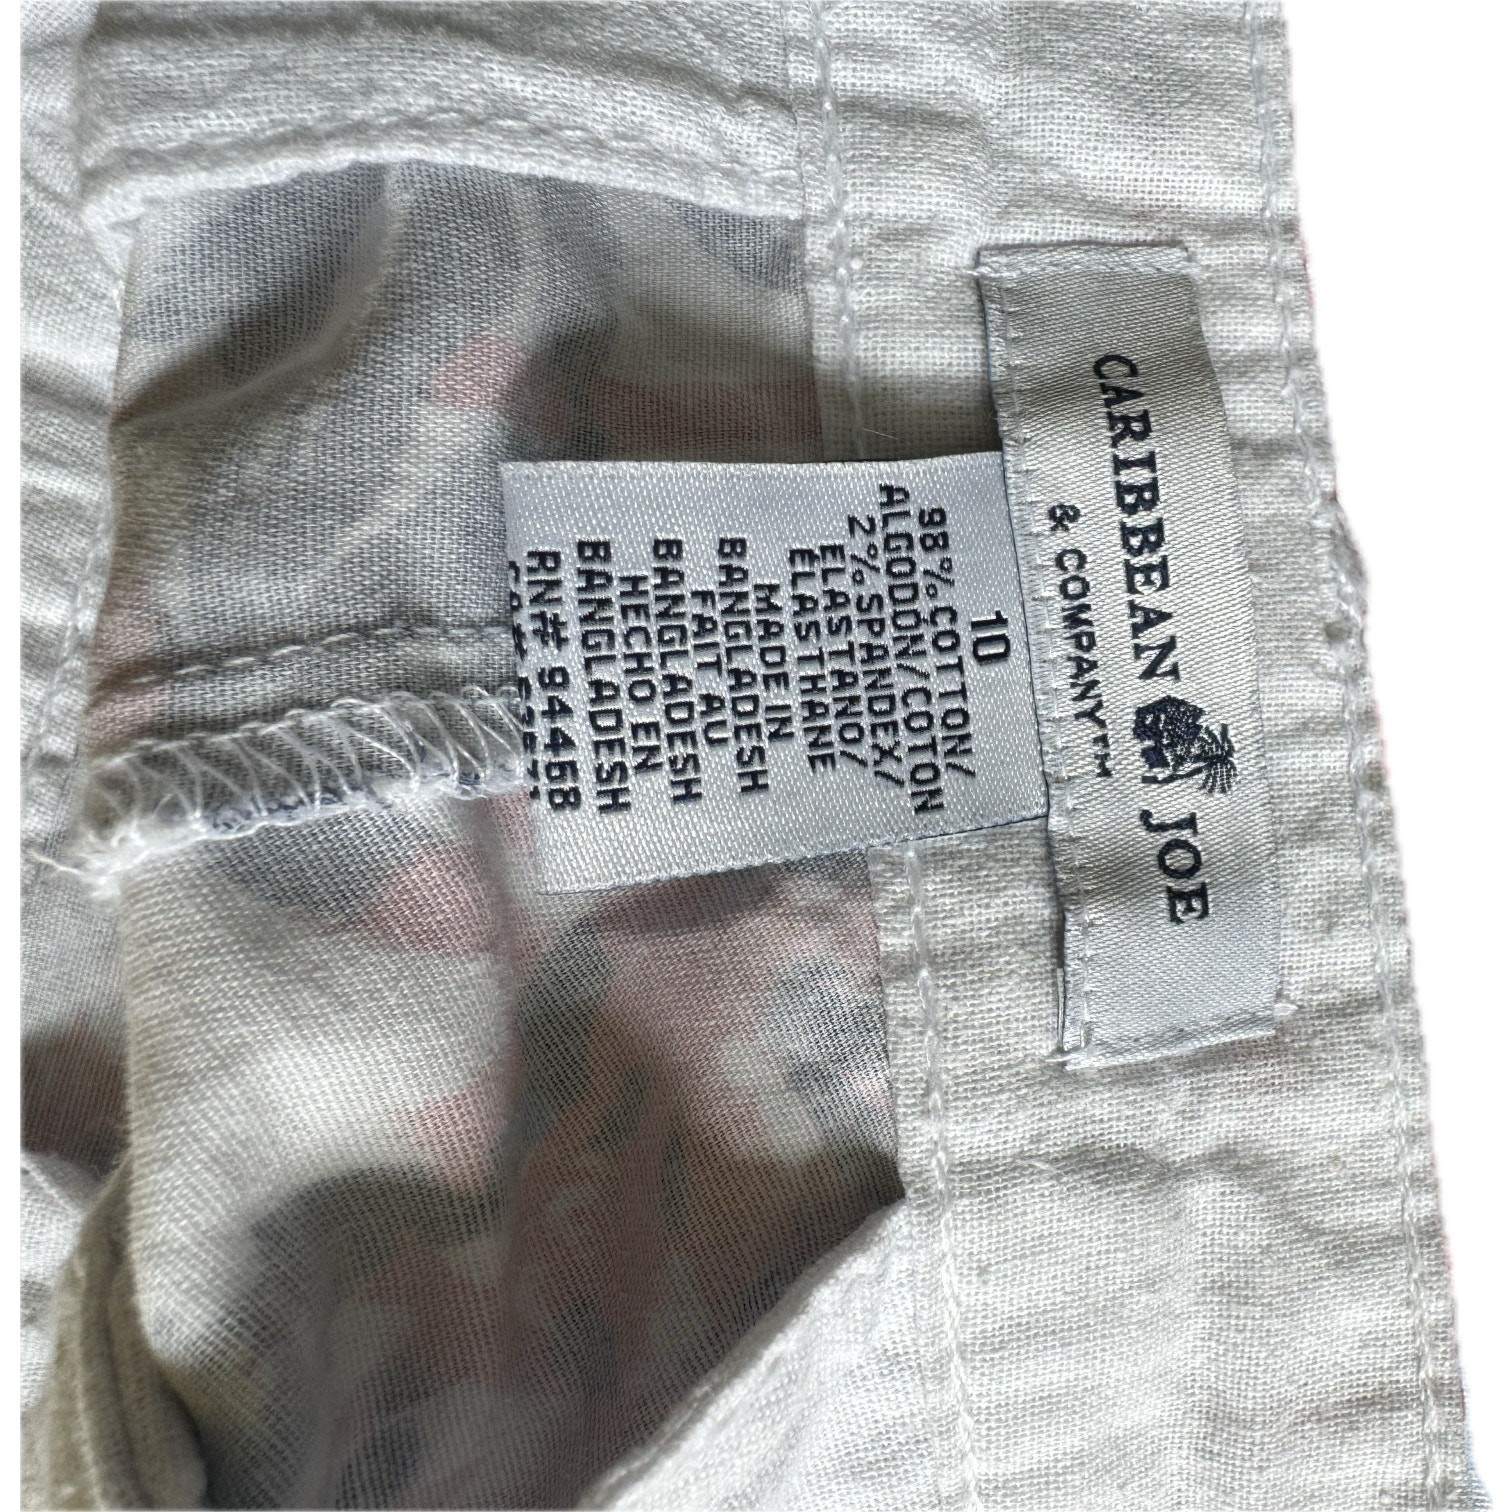 CARIBBEAN JOE
& COMPANY™
10
98% COTTON/
ALGODÓN/COTON
2% SPANDEX/
ELASTANO/
ELASTHANE
MADE IN
BANGLADESH
FAIT AU
BANGLADESH
HECHO EN
BANGLADESH
RN# 94458